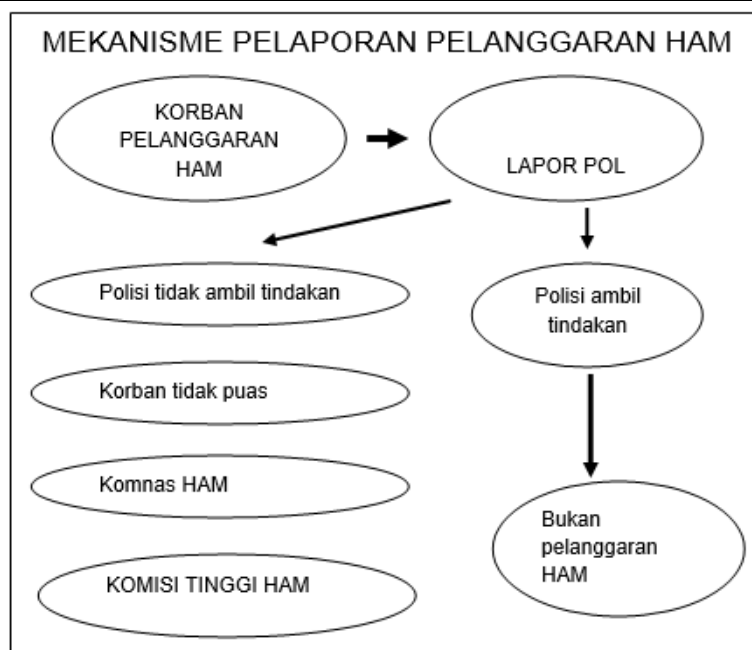 MEKANISME PELAPORAN PELANGGARAN HAM
KORBAN
PELANGGARAN
HAM
LAPOR POL
Polisi tidak ambil tindakan
Polisi ambil
tindakan
Korban tidak puas
Komnas HAM
Bukan
pelanggaran
HAM
KOMISI TINGGI HAM